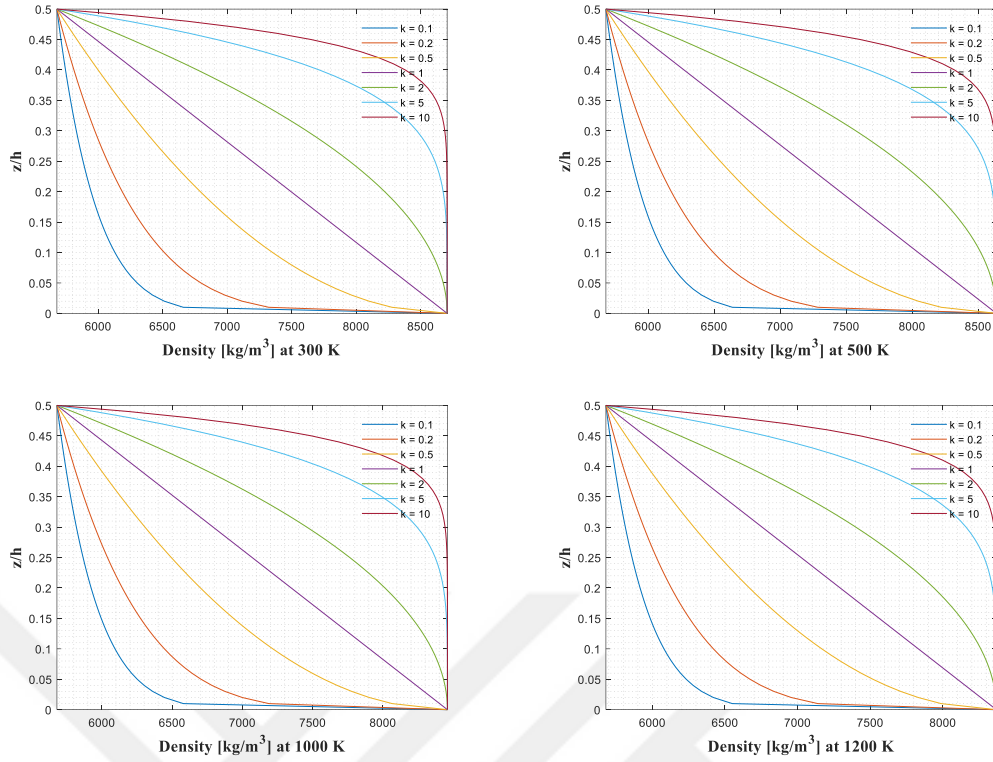 0.5
0.45
0.4
0.35
0.3
0.25
0.2
0.15
0.1
0.05
0
z/h
k = 0.1
k = 0.2
k = 0.5
k = 1
k = 2
k = 5
k = 10
6000 6500 7000 7500 8000 8500
Density [kg/m³] at 300 K
0.5
0.45
0.4
0.35
0.3
0.25
0.2
0.15
0.1
0.05
0
z/h
k = 0.1
k = 0.2
k = 0.5
k = 1
k = 2
k = 5
k = 10
6000 6500 7000 7500 8000 8500
Density [kg/m³] at 500 K
0.5
0.45
0.4
0.35
0.3
0.25
0.2
0.15
0.1
0.05
0
z/h
k = 0.1
k = 0.2
k = 0.5
k = 1
k = 2
k = 5
k = 10
6000 6500 7000 7500 8000
Density [kg/m³] at 1000 K
0.5
0.45
0.4
0.35
0.3
0.25
0.2
0.15
0.1
0.05
0
z/h
k = 0.1
k = 0.2
k = 0.5
k = 1
k = 2
k = 5
k = 10
6000 7000 8000
Density [kg/m³] at 1200 K